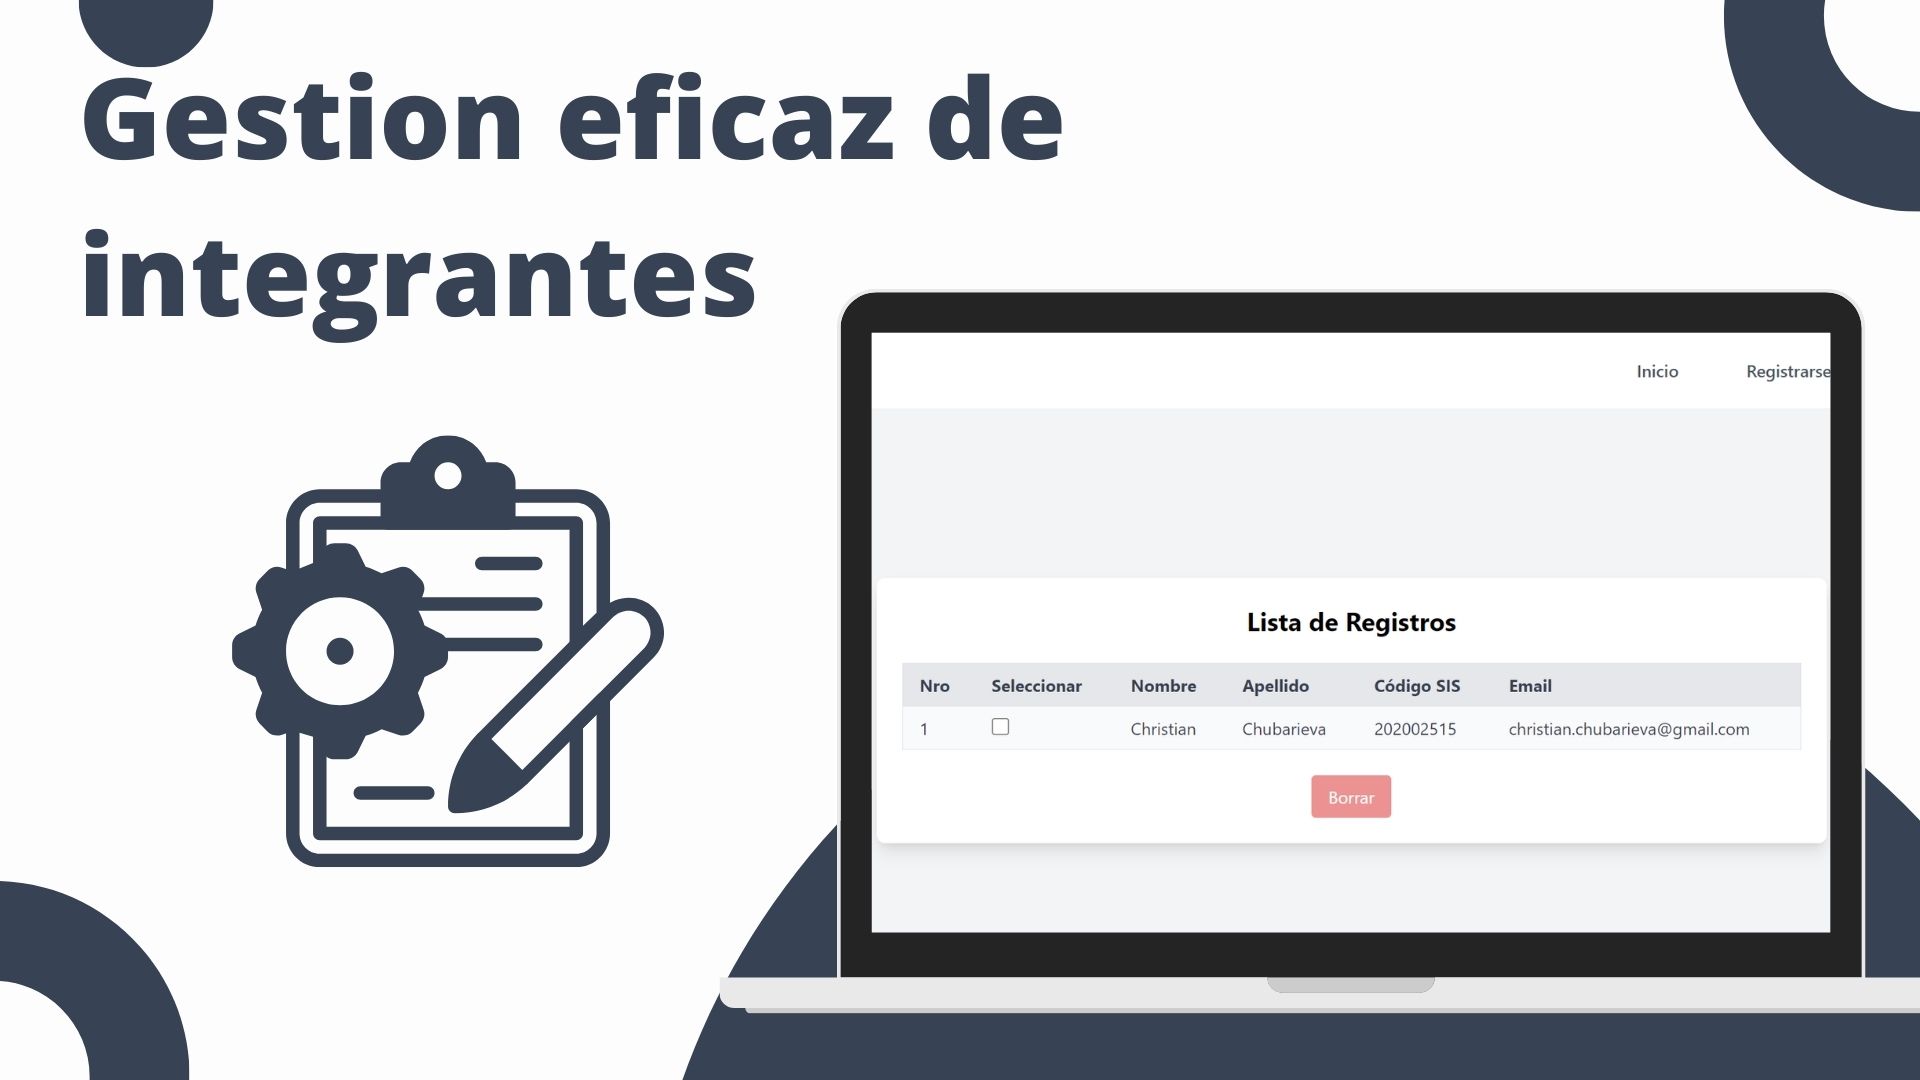 Gestion eficaz de
integrantes
Inicio Registrarse
Lista de Registros
Nro Seleccionar Nombre Apellido Código SIS Email
1 Christian Chubarieva 202002515 christian.chubarieva@gmail.com
Borrar